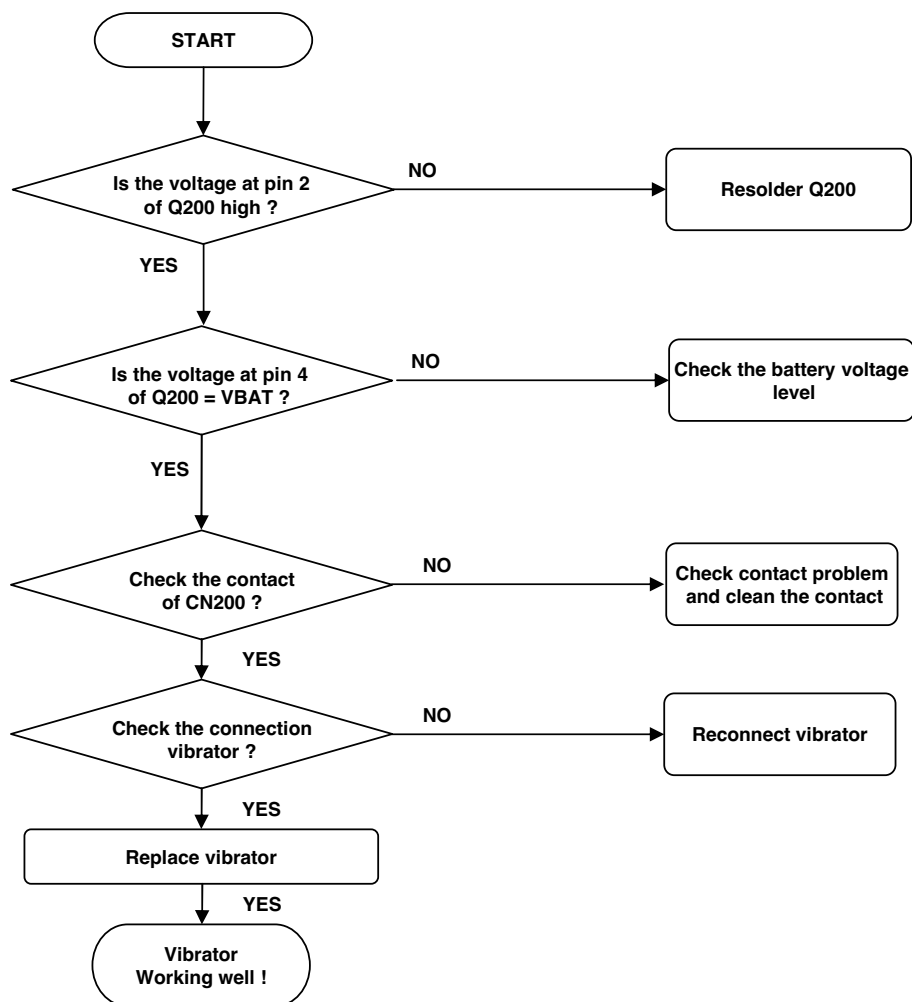 START
Is the voltage at pin 2
of Q200 high ?
NO
Resolder Q200
YES
Is the voltage at pin 4
of Q200 = VBAT ?
NO
Check the battery voltage
level
YES
Check the contact
of CN200 ?
NO
Check contact problem
and clean the contact
YES
Check the connection
vibrator ?
NO
Reconnect vibrator
YES
Replace vibrator
YES
Vibrator
Working well !